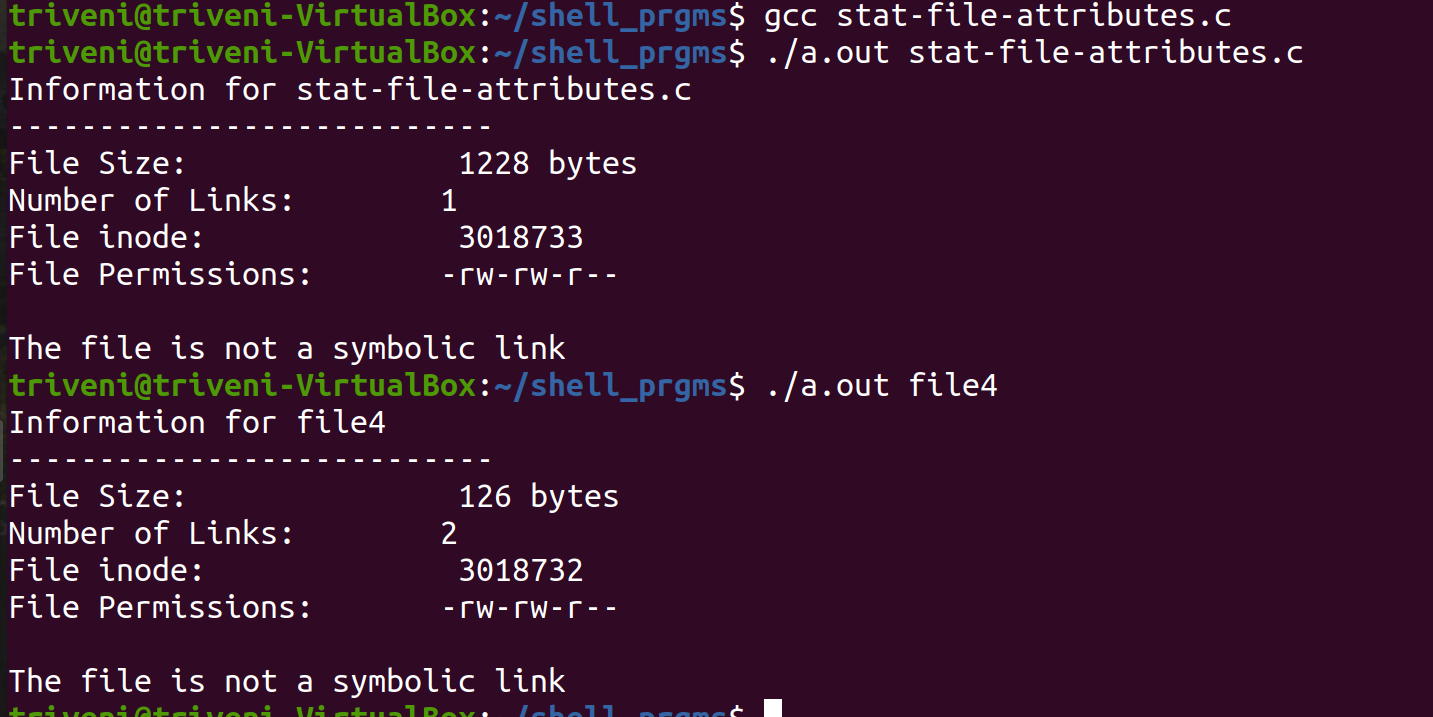 triveni@triveni-VirtualBox:~/shell_prgms$ gcc stat-file-attributes.c
triveni@triveni-VirtualBox:~/shell_prgms$ ./a.out stat-file-attributes.c
Information for stat-file-attributes.c
---------------------------
File Size:               1228 bytes
Number of Links:        1
File inode:              3018733
File Permissions:       -rw-rw-r--

The file is not a symbolic link
triveni@triveni-VirtualBox:~/shell_prgms$ ./a.out file4
Information for file4
---------------------------
File Size:               126 bytes
Number of Links:        2
File inode:              3018732
File Permissions:       -rw-rw-r--

The file is not a symbolic link
triveni@triveni-VirtualBox:~/shell_prgms$